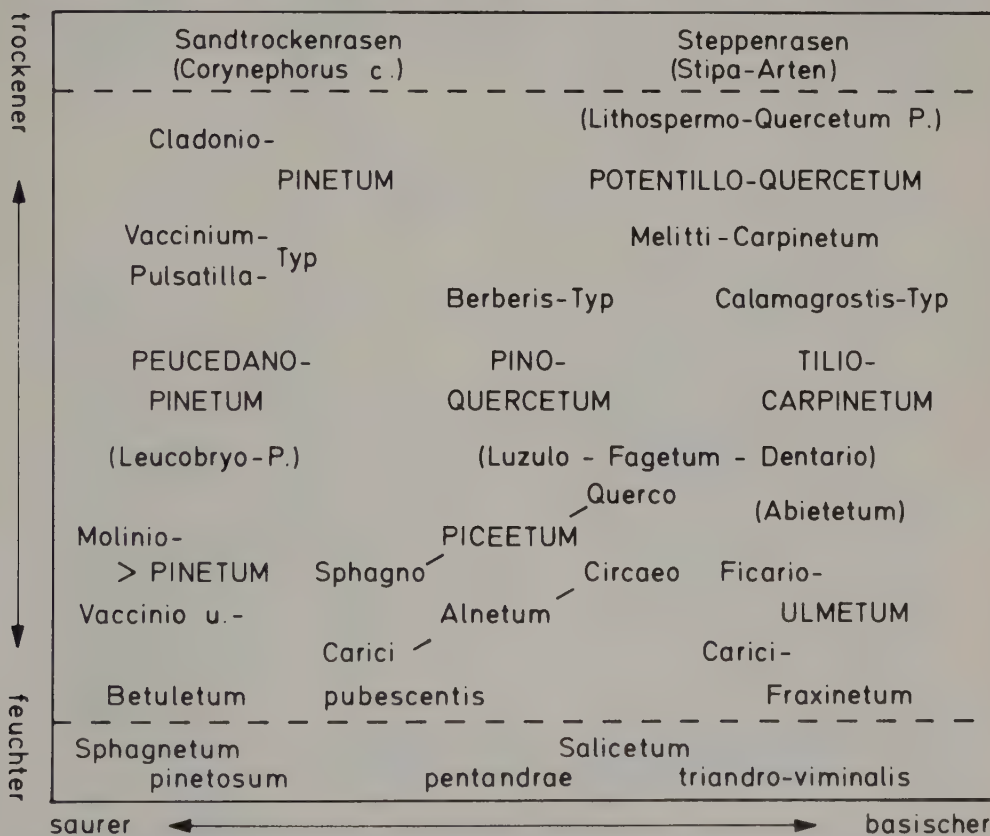 trockener
Sandtrockenrasen
(Corynephorus c.)
Steppenrasen
(Stipa-Arten)
(Lithospermo-Quercetum P.)
Cladonio-
PINETUM
POTENTILLO-QUERCETUM
Vaccinium-
Pulsatilla-
Typ
Melitti-Carpinetum
Berberis-Typ
Calamagrostis-Typ
PEUCEDANO-
PINETUM
PINO-
QUERCETUM
TILIO-
CARPINETUM
(Leucobryo-P.)
(Luzulo - Fagetum - Dentario)
Querco
(Abietetum)
Molinio-
PICEETUM
> PINETUM
Sphagno
Circaeo
Ficario-
Vaccinio u.-
Alnetum
ULMETUM
Carici
Carici-
Betuletum
pubescentis
Fraxinetum
feuchter
Sphagnetum
pinetosum
Salicetum
pentandrae
triandro-viminalis
saurer
basischer